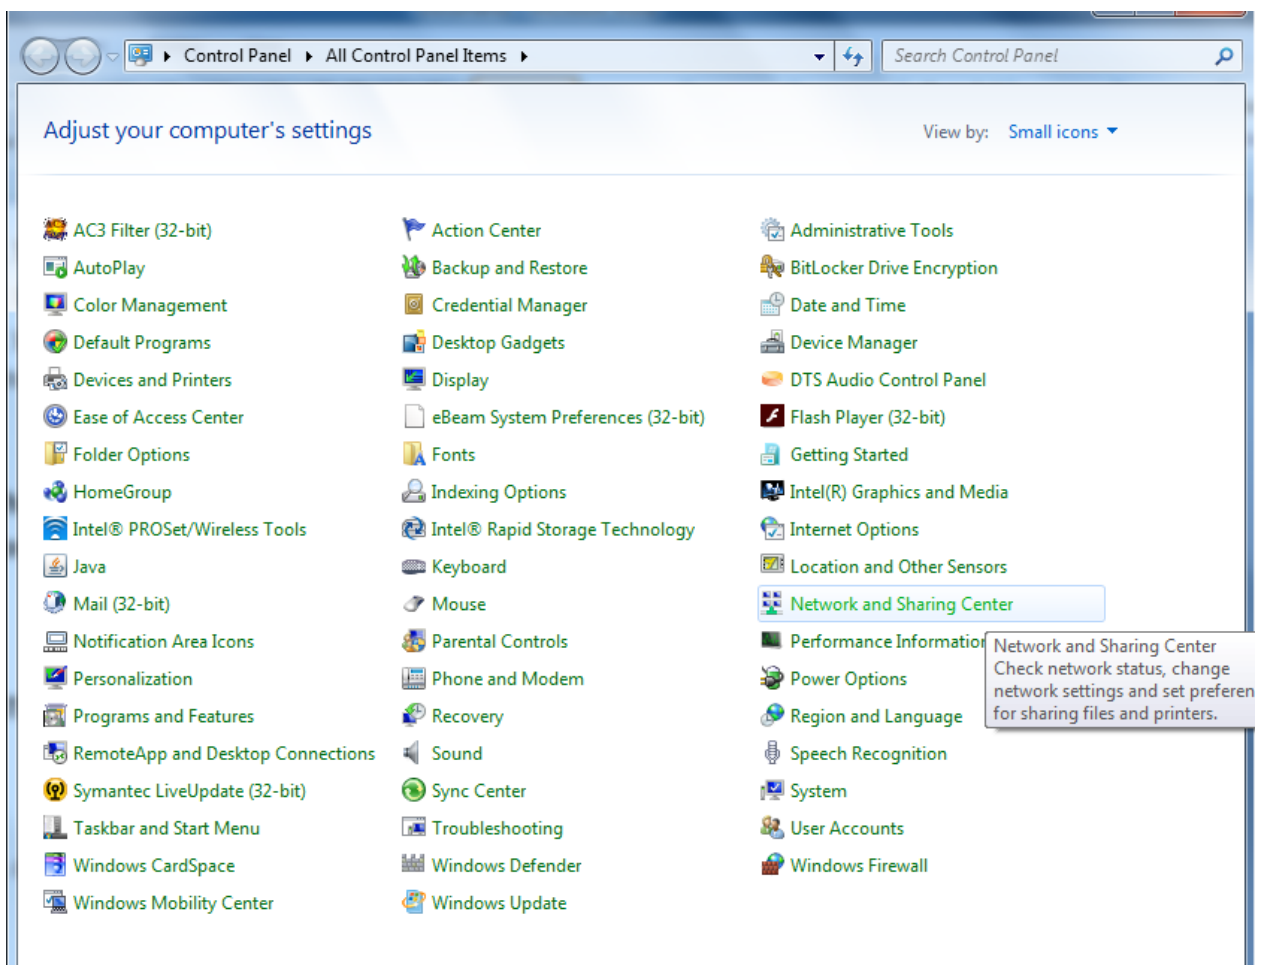 Control Panel All Control Panel Items Search Control Panel
Adjust your computer's settings View by: Small icons
AC3 Filter (32-bit) Action Center Administrative Tools
AutoPlay Backup and Restore BitLocker Drive Encryption
Color Management Credential Manager Date and Time
Default Programs Desktop Gadgets Device Manager
Devices and Printers Display DTS Audio Control Panel
Ease of Access Center eBeam System Preferences (32-bit) Flash Player (32-bit)
Folder Options Fonts Getting Started
HomeGroup Indexing Options Intel(R) Graphics and Media
Intel® PROSet/Wireless Tools Intel® Rapid Storage Technology Internet Options
Java Keyboard Location and Other Sensors
Mail (32-bit) Mouse Network and Sharing Center
Notification Area Icons Parental Controls Performance Information
Personalization Phone and Modem Power Options
Programs and Features Recovery Region and Language
RemoteApp and Desktop Connections Sound Speech Recognition
Symantec LiveUpdate (32-bit) Sync Center System
Taskbar and Start Menu Troubleshooting User Accounts
Windows CardSpace Windows Defender Windows Firewall
Windows Mobility Center Windows Update
Network and Sharing Center
Check network status, change
network settings and set preferen
for sharing files and printers.